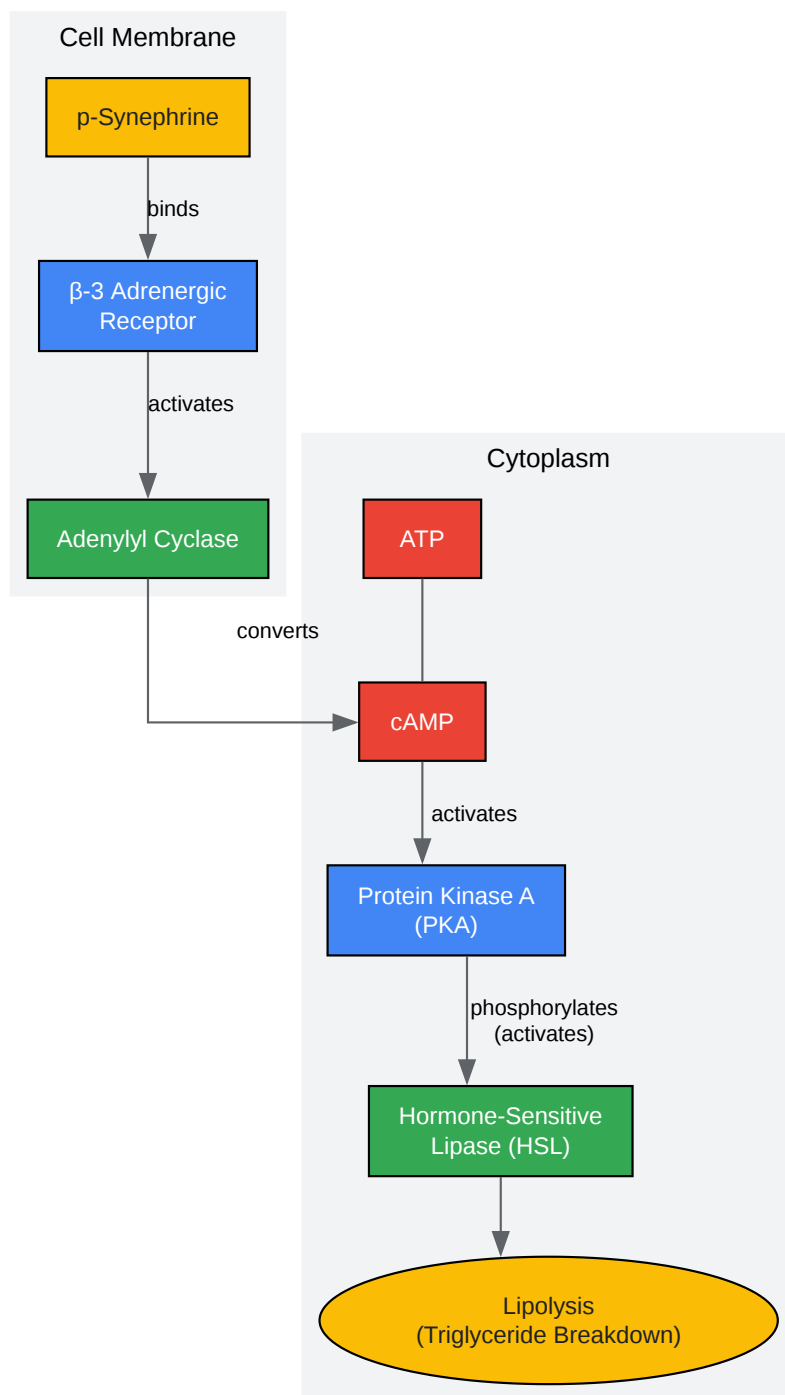 Cell Membrane
p-Synephrine
binds
β-3 Adrenergic
Receptor
activates
Adenylyl Cyclase
converts
Cytoplasm
ATP
cAMP
activates
Protein Kinase A
(PKA)
phosphorylates
(activates)
Hormone-Sensitive
Lipase (HSL)
Lipolysis
(Triglyceride Breakdown)